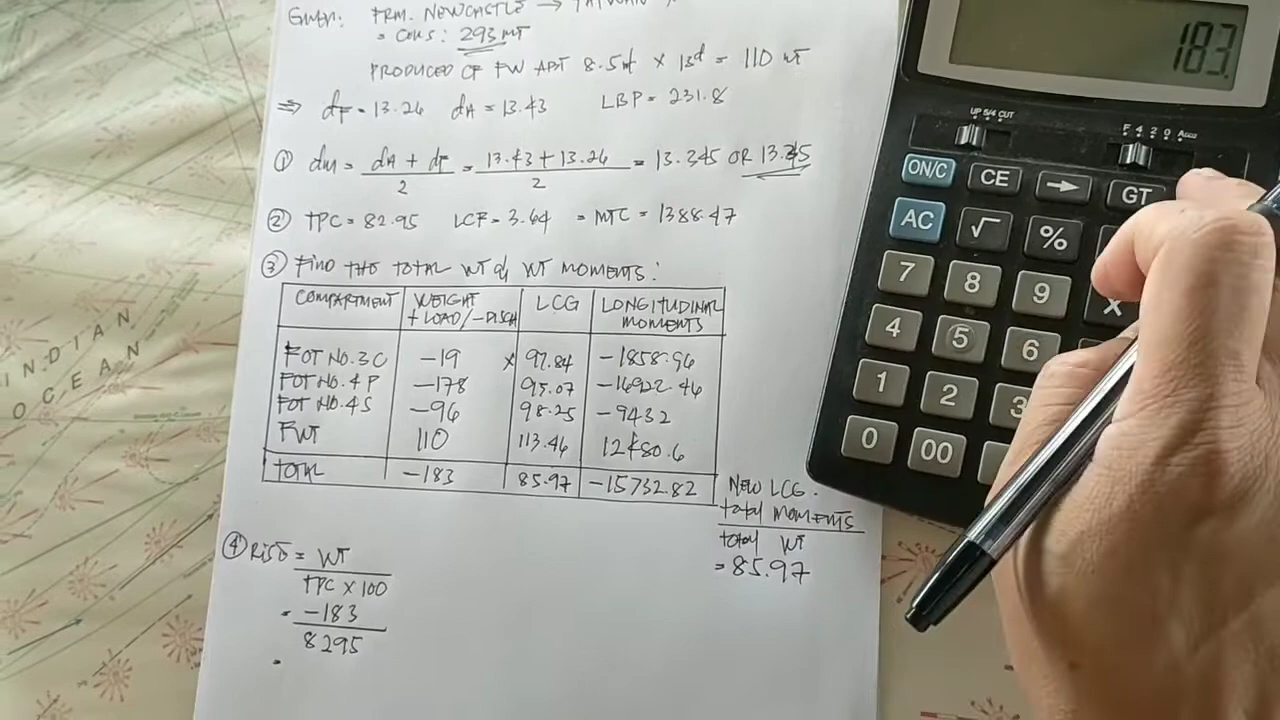 GIVEN: FRM. NEWCASTLE → TAIWAN
= CONS: 293 MT
PRODUCED OF FW ABT 8.5mt × 13d = 110 MT
⇒ dF = 13.26 dA = 13.43 LBP = 231.8
① dM = dA + dF / 2 = 13.43 + 13.26 / 2 = 13.345 OR 13.35
② TPC = 82.95 LCF = 3.64 = MTC = 1388.47
③ FIND THE TOTAL WT & WT MOMENTS:
COMPARTMENT WEIGHT + LOAD/-DISCH LCG LONGITUDINAL MOMENTS
FOT NO.3C -19 × 97.84 -1858.96
FOT NO.4P -178 95.07 -16922.46
FOT NO.4S -96 98.25 -9432
FWT 110 113.46 12480.6
TOTAL -183 85.97 -15732.82
NEW LCG.
total MOMENTS
total WT
= 85.97
④ RISE = WT
TPC × 100
= -183
8295
183.
UP 5/4 CUT
F 4 2 0 A
ON/C CE → GT
AC √ %
7 8 9 X
4 5 6
1 2 3
0 00
INDIAN
OCEAN